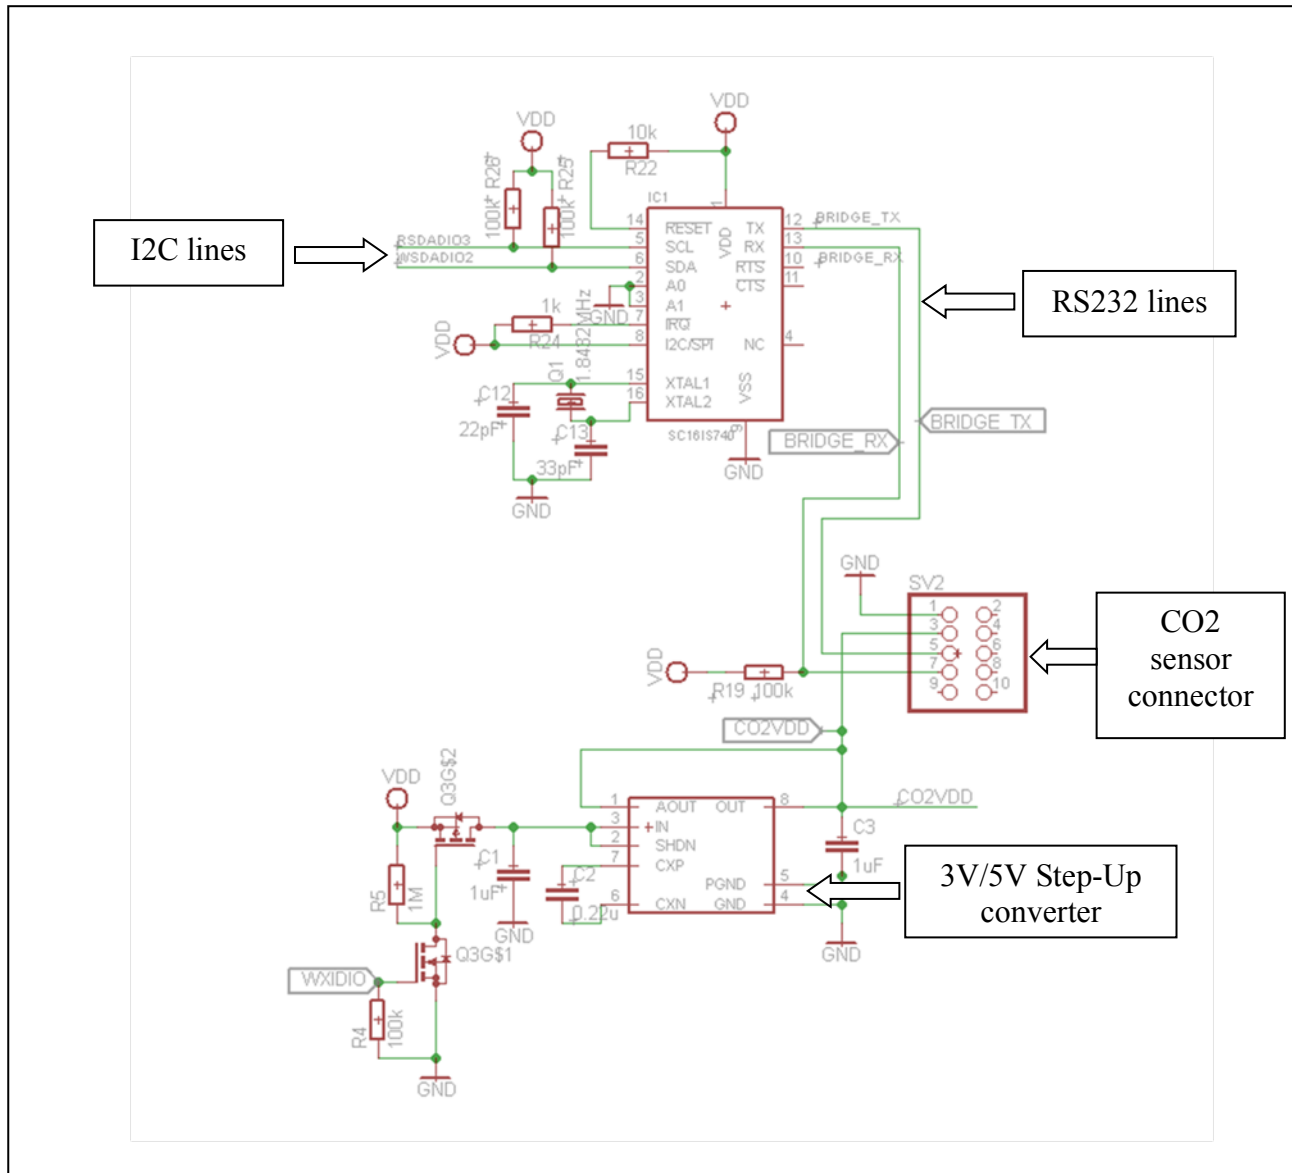 VDD
VDD
10k
R22
R26
100k
R25
100k
IC1
I2C lines
RSDADIO3
WSDADIO2
14
5
6
2
3
7
8
15
16
RESET
SCL
SDA
A0
A1
IRQ
I2C/SPI
XTAL1
XTAL2
1
VDD
TX
RX
RTS
CTS
NC
VSS
9
12
13
10
11
4
BRIDGE_TX
BRIDGE_RX
RS232 lines
GND
1k
R24
VDD
Q1
1.8432MHz
C12
22pF
C13
33pF
GND
SC16IS740
GND
BRIDGE_RX
BRIDGE_TX
GND
SV2
1 2
3 4
5 6
7 8
9 10
CO2
sensor
connector
VDD
R19 100k
CO2VDD
VDD
Q3G$2
1
3
2
7
6
AOUT
IN
SHDN
CXP
CXN
OUT
PGND
GND
8
5
4
CO2VDD
C3
1uF
R5
1M
C1
1uF
C2
0.22u
GND
GND
3V/5V Step-Up
converter
WXIDIO
Q3G$1
R4
100k
GND